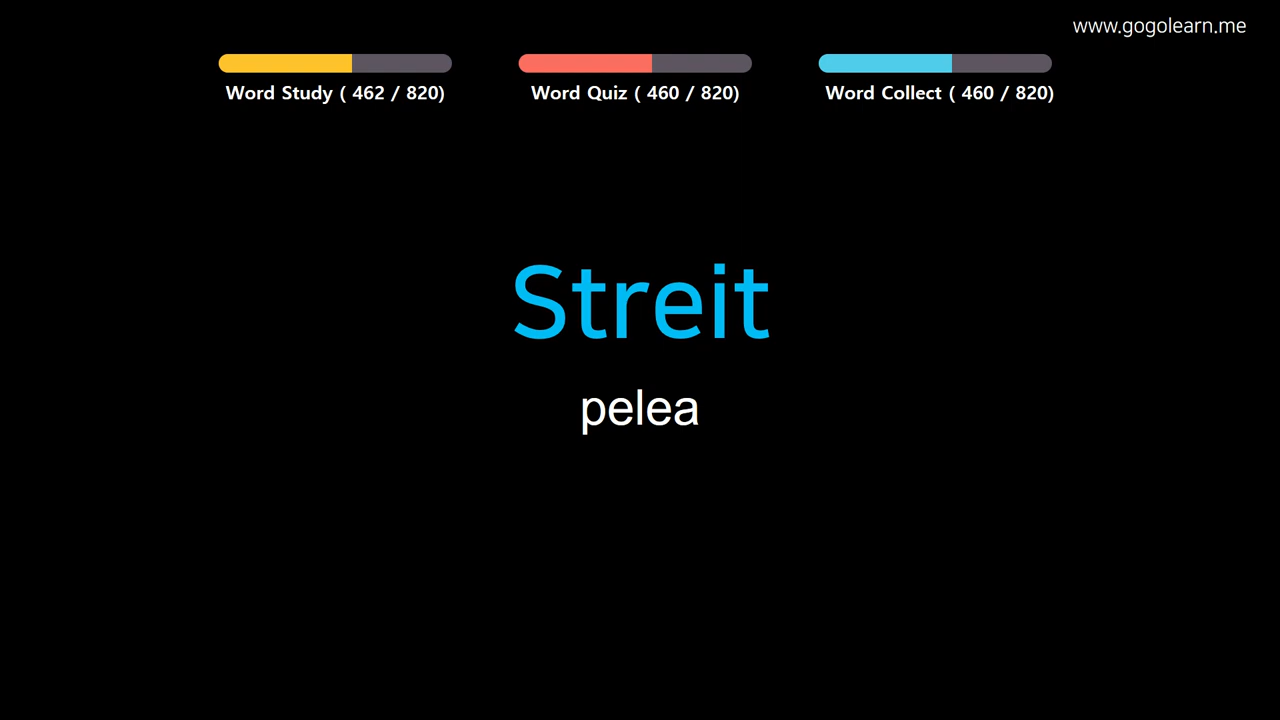 www.gogolearn.me
Word Study ( 462 / 820)
Word Quiz ( 460 / 820)
Word Collect ( 460 / 820)
Streit
pelea